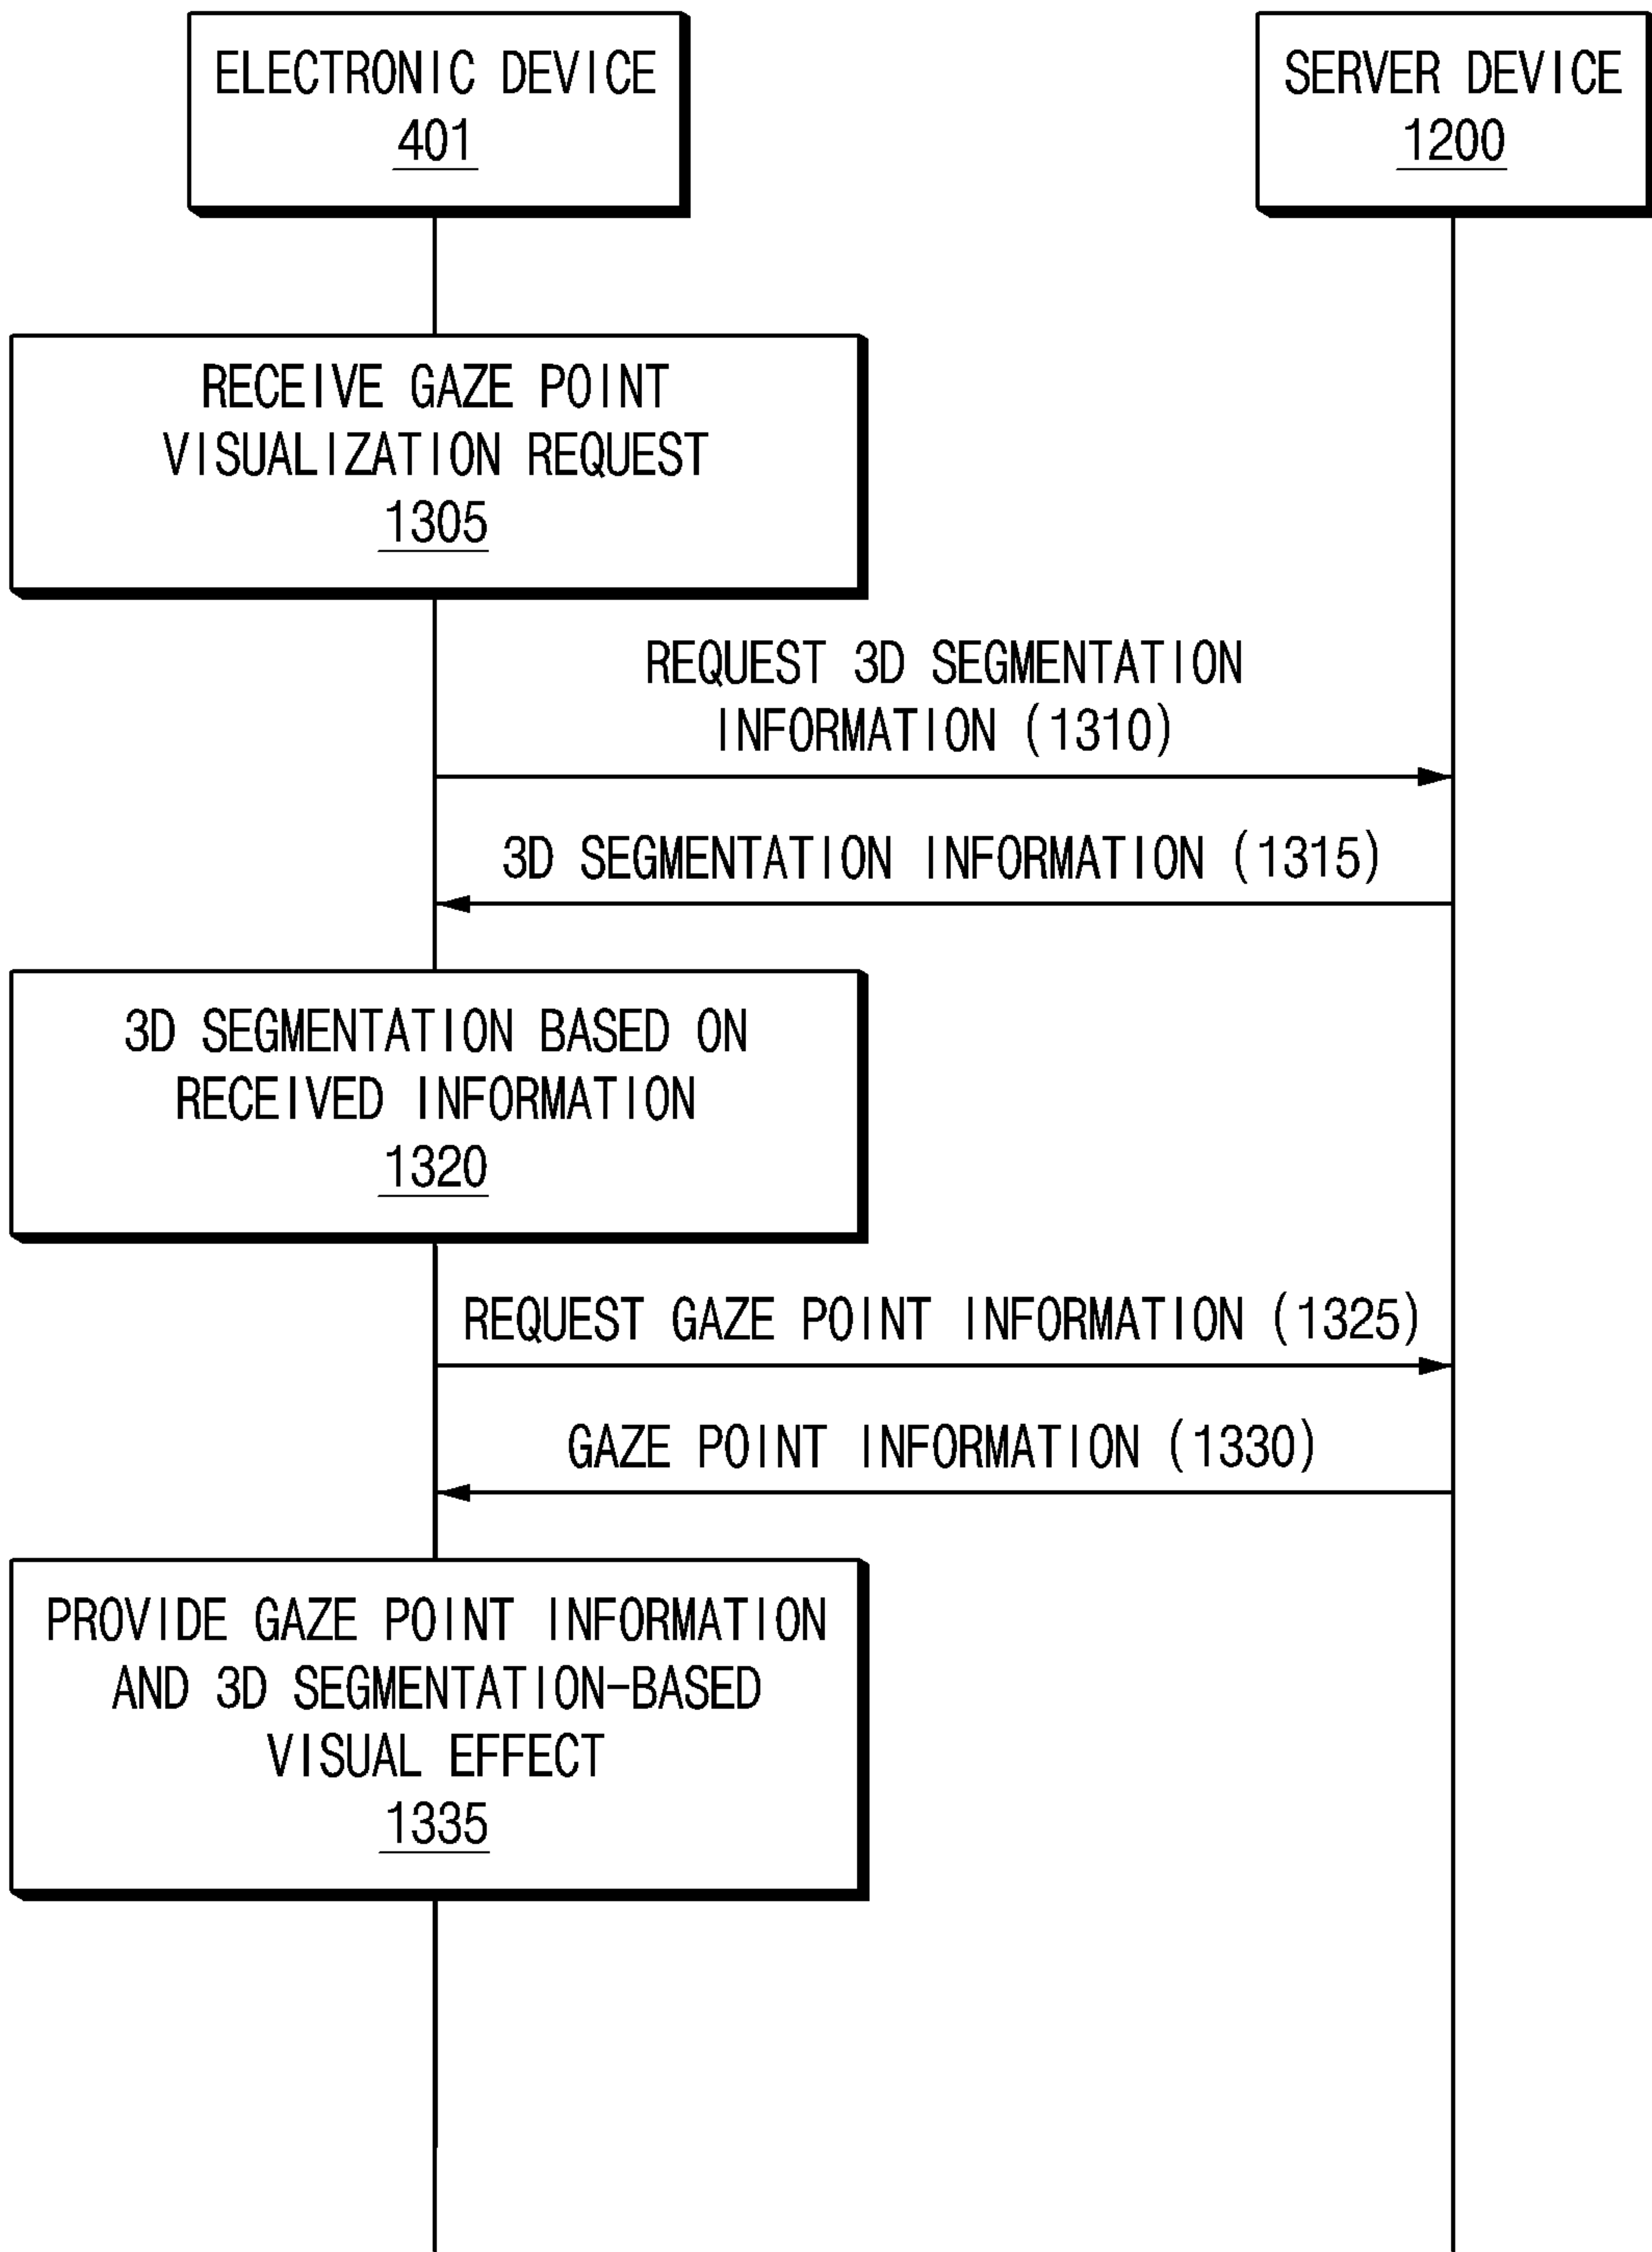 ELECTRONIC DEVICE
401
SERVER DEVICE
1200
RECEIVE GAZE POINT
VISUALIZATION REQUEST
1305
REQUEST 3D SEGMENTATION
INFORMATION (1310)
3D SEGMENTATION INFORMATION (1315)
3D SEGMENTATION BASED ON
RECEIVED INFORMATION
1320
REQUEST GAZE POINT INFORMATION (1325)
GAZE POINT INFORMATION (1330)
PROVIDE GAZE POINT INFORMATION
AND 3D SEGMENTATION-BASED
VISUAL EFFECT
1335